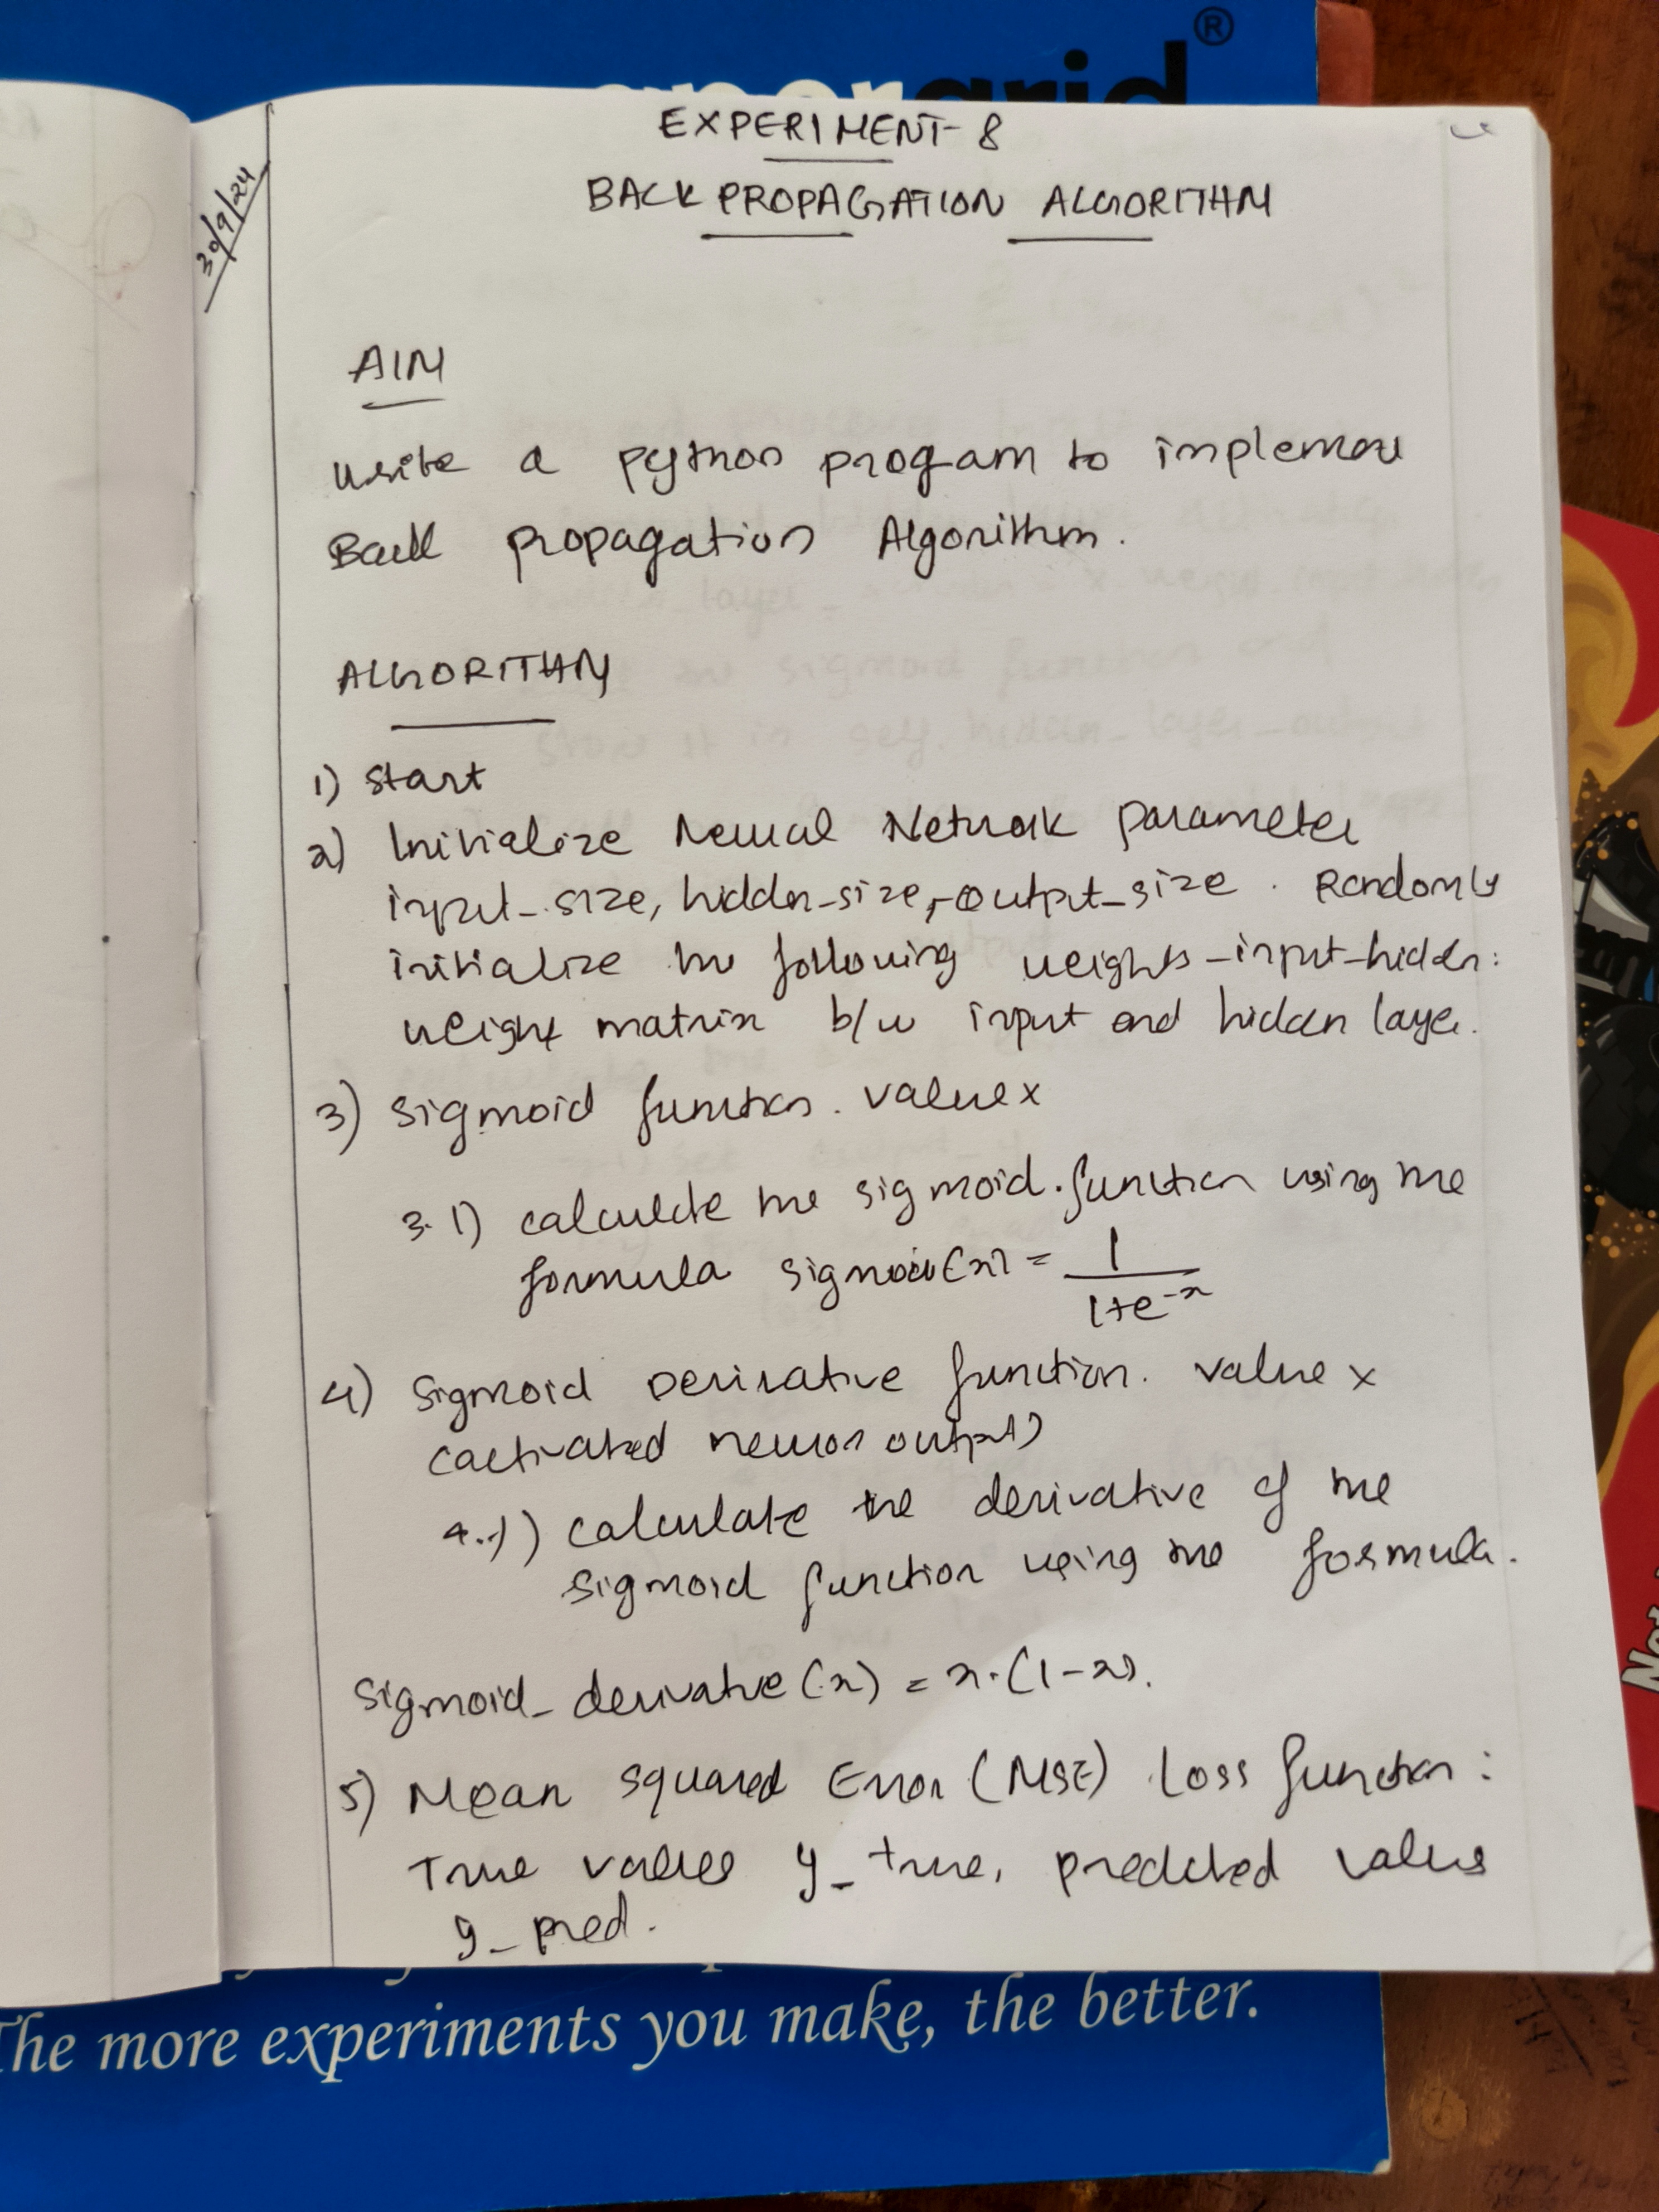 pergrid®
EXPERIMENT-8
30/9/24
BACK PROPAGATION ALGORITHM
AIM
Write a python progam to implement
Back propagation Algorithm.
ALGORITHM
1) Start
2) Initialize Neural Network Parameter
input_size, hidden_size, output_size. Randomly
initialize the following weights_input_hidden:
weight matrix b/w input and hidden layer.
3) Sigmoid function. value x
3.1) calculate the sigmoid function using the
formula sigmoid(x) = 1/(1+e^-x)
4) Sigmoid Derivative function. value x
(activated neuron output)
4.1) calculate the derivative of the
sigmoid function using the formula.
sigmoid_derivative(x) = x.(1-x).
5) Mean squared Error (MSE) Loss function:
True values y_true, predicted values
y_pred.
The more experiments you make, the better.